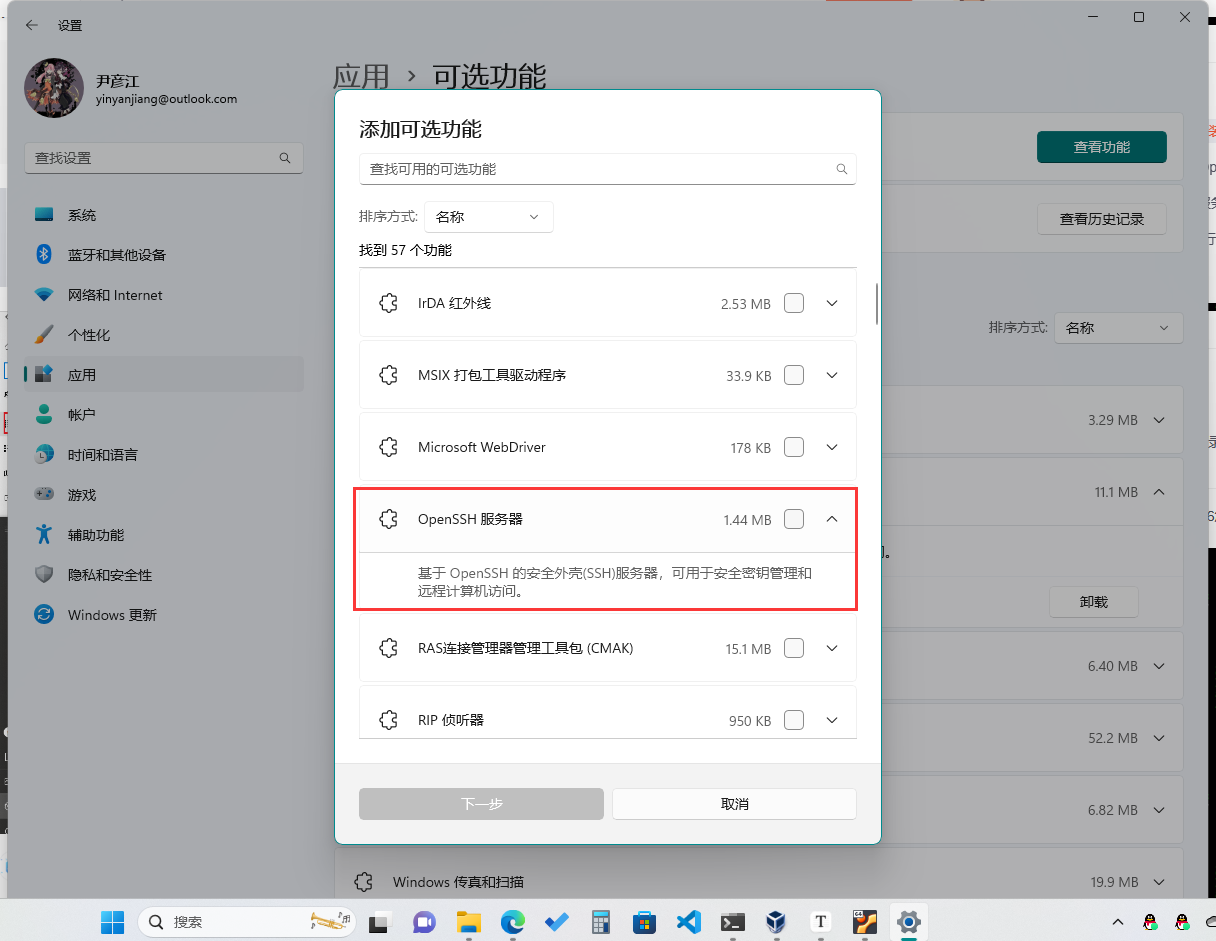 设置
尹彦江
yinyanjiang@outlook.com
查找设置
系统
蓝牙和其他设备
网络和 Internet
个性化
应用
帐户
时间和语言
游戏
辅助功能
隐私和安全性
Windows 更新
应用 › 可选功能
查看功能
查看历史记录
排序方式: 名称
3.29 MB
11.1 MB
卸载
6.40 MB
52.2 MB
6.82 MB
Windows 传真和扫描 19.9 MB
添加可选功能
查找可用的可选功能
排序方式: 名称
找到 57 个功能
IrDA 红外线 2.53 MB
MSIX 打包工具驱动程序 33.9 KB
Microsoft WebDriver 178 KB
OpenSSH 服务器 1.44 MB
基于 OpenSSH 的安全外壳(SSH)服务器，可用于安全密钥管理和
远程计算机访问。
RAS连接管理器管理工具包 (CMAK) 15.1 MB
RIP 侦听器 950 KB
下一步 取消
搜索